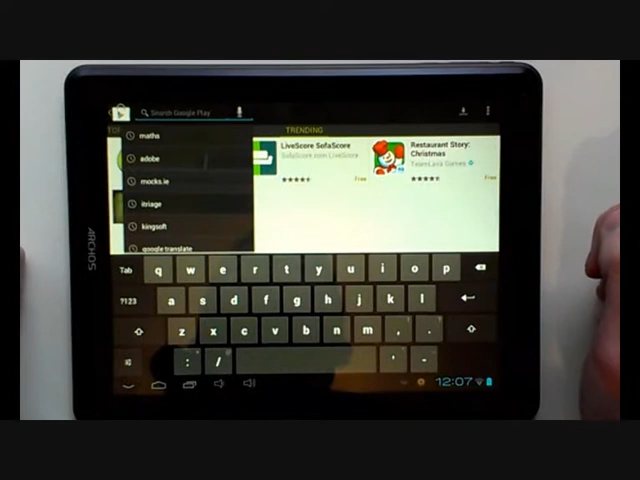 Search Google Play
TRENDING
maths
adobe
mocks.ie
itriage
kingsoft
google translate
LiveScore SofaScore
SofaScore.com LiveScore
Free
Restaurant Story:
Christmas
TeamLava Games
Free
ARCHOS
Tab q w e r t y u i o p
?123 a s d f g h j k l
z x c v b n m , .
: / ' -
12:07